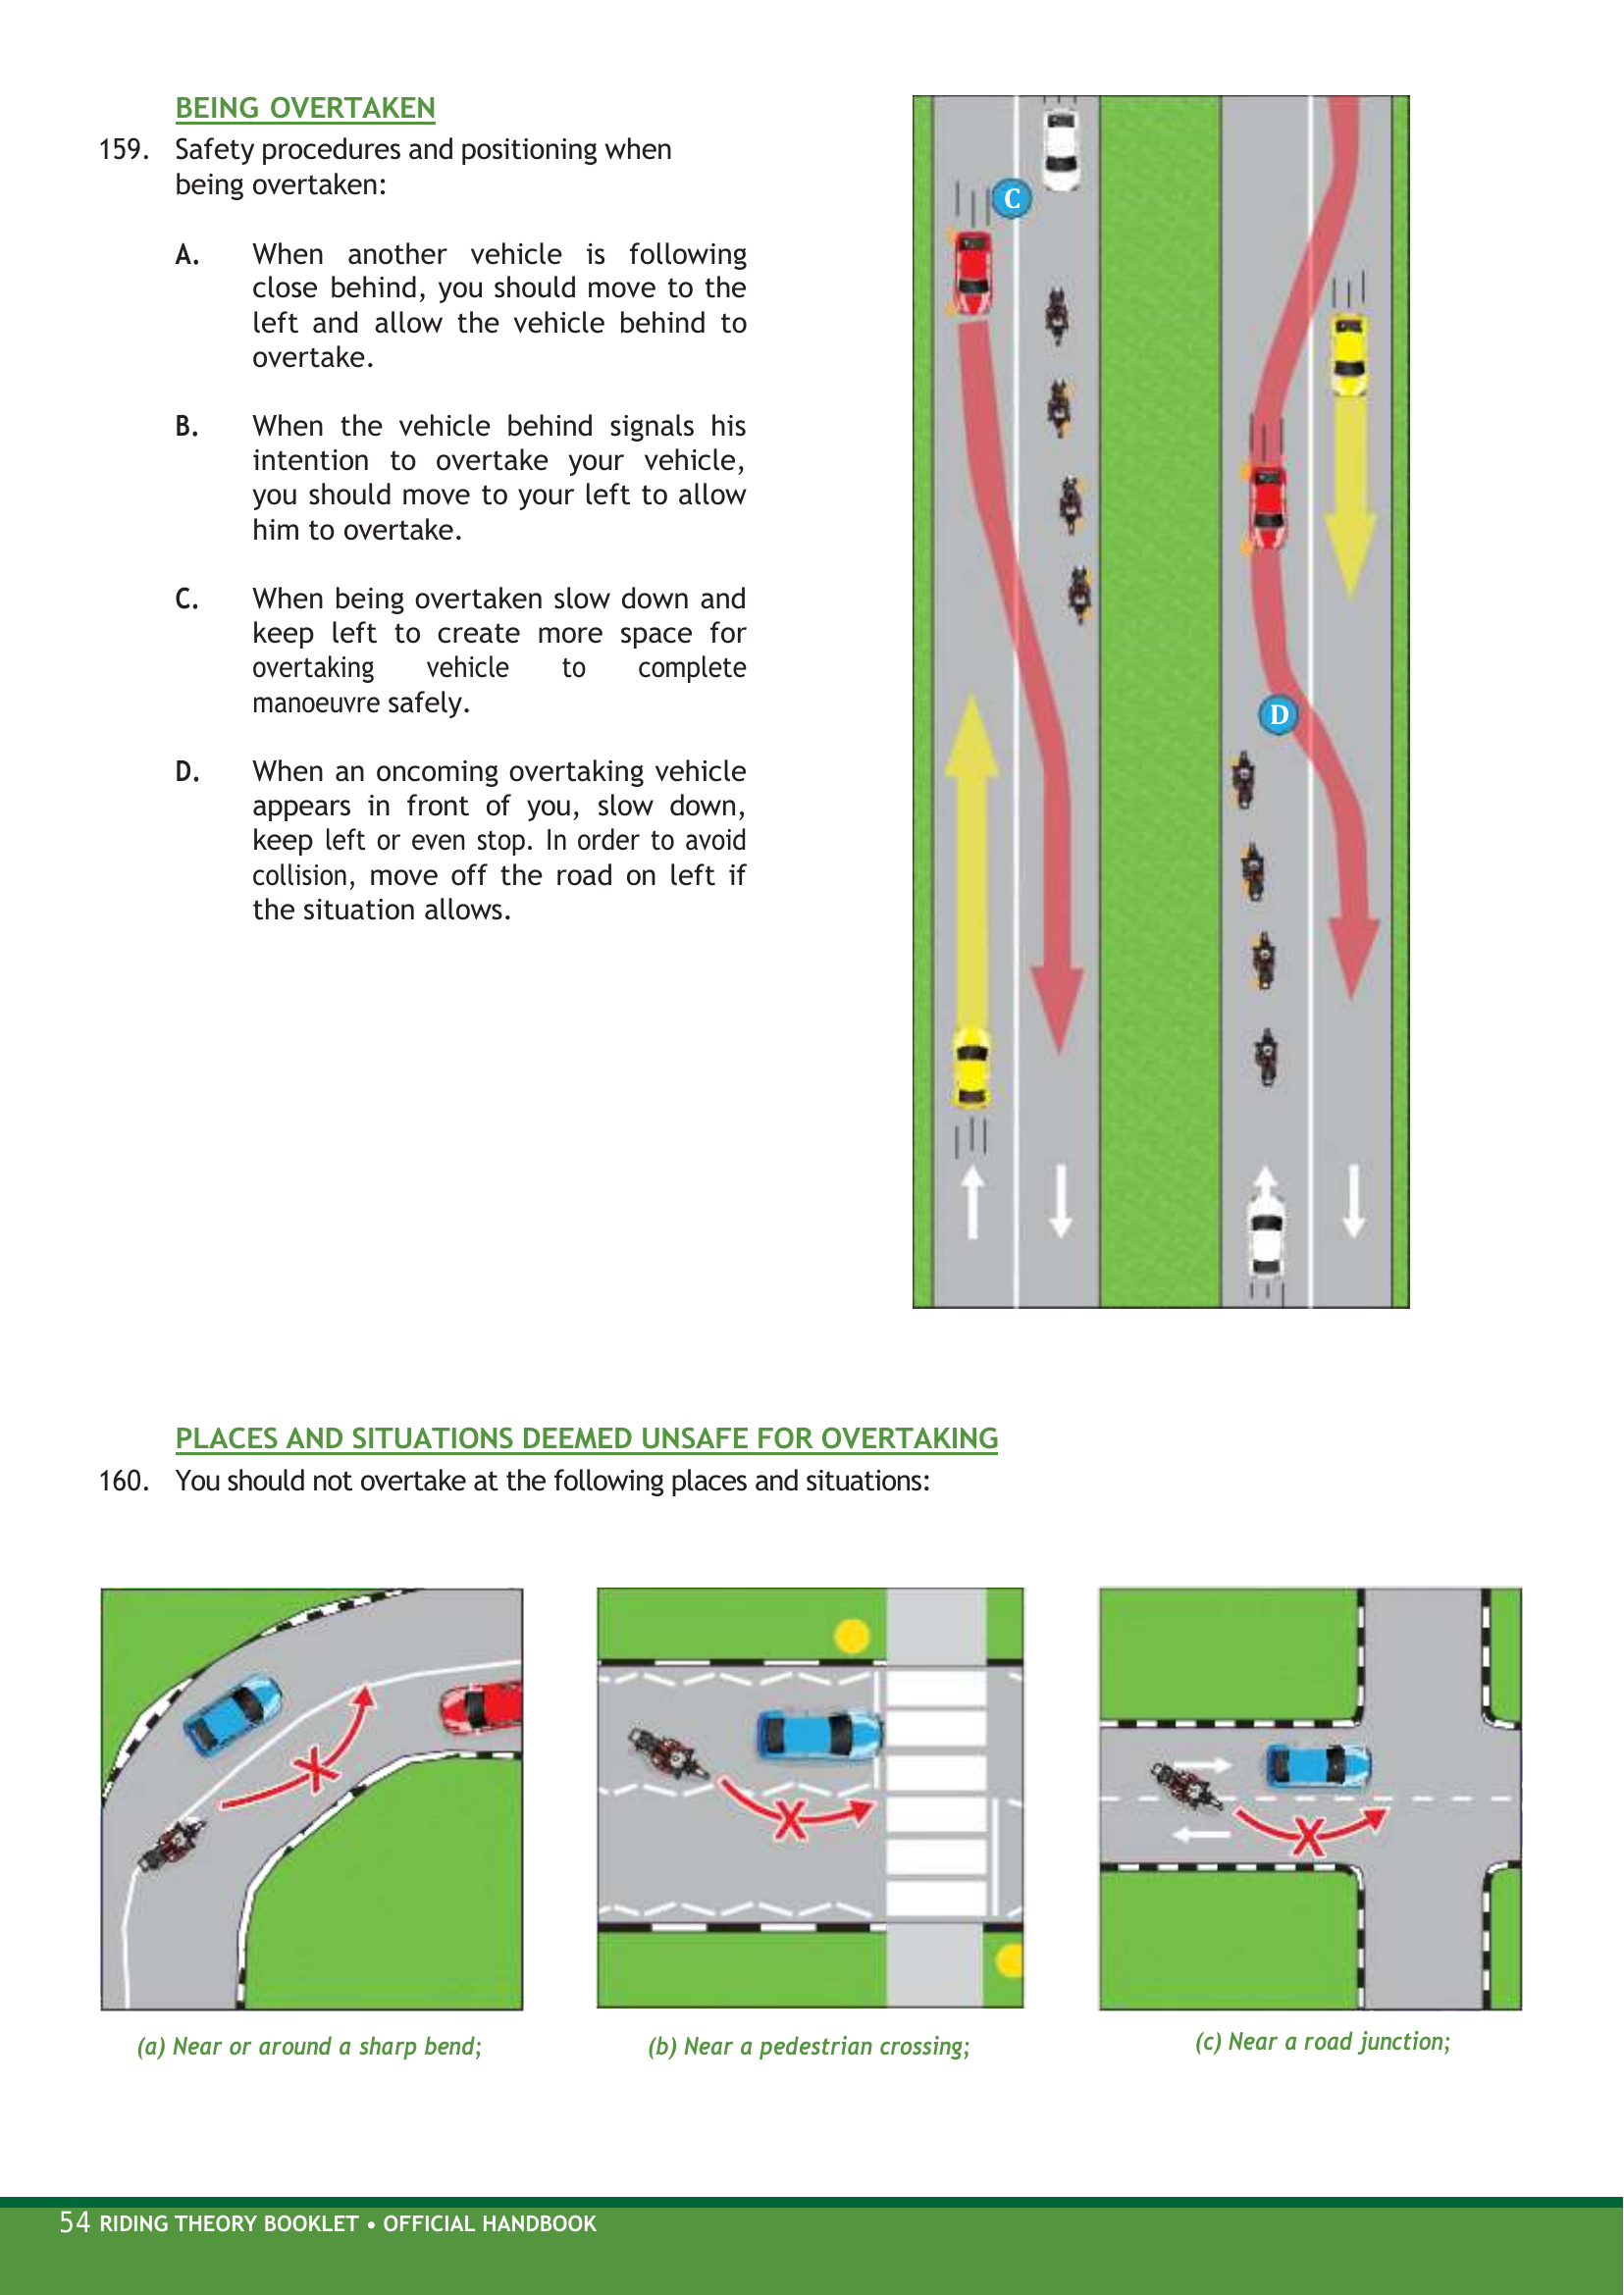 BEING OVERTAKEN
159. Safety procedures and positioning when
being overtaken:
A. When another vehicle is following
close behind, you should move to the
left and allow the vehicle behind to
overtake.
B. When the vehicle behind signals his
intention to overtake your vehicle,
you should move to your left to allow
him to overtake.
C. When being overtaken slow down and
keep left to create more space for
overtaking vehicle to complete
manoeuvre safely.
D. When an oncoming overtaking vehicle
appears in front of you, slow down,
keep left or even stop. In order to avoid
collision, move off the road on left if
the situation allows.
C
D
PLACES AND SITUATIONS DEEMED UNSAFE FOR OVERTAKING
160. You should not overtake at the following places and situations:
(a) Near or around a sharp bend;
(b) Near a pedestrian crossing;
(c) Near a road junction;
54 RIDING THEORY BOOKLET • OFFICIAL HANDBOOK